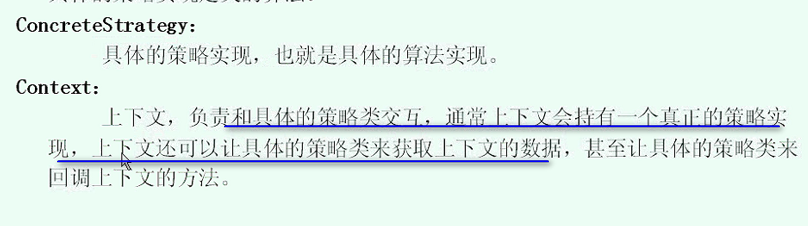 ConcreteStrategy：
具体的策略实现，也就是具体的算法实现。
Context：
上下文，负责和具体的策略类交互，通常上下文会持有一个真正的策略实
现，上下文还可以让具体的策略类来获取上下文的数据，甚至让具体的策略类来
回调上下文的方法。